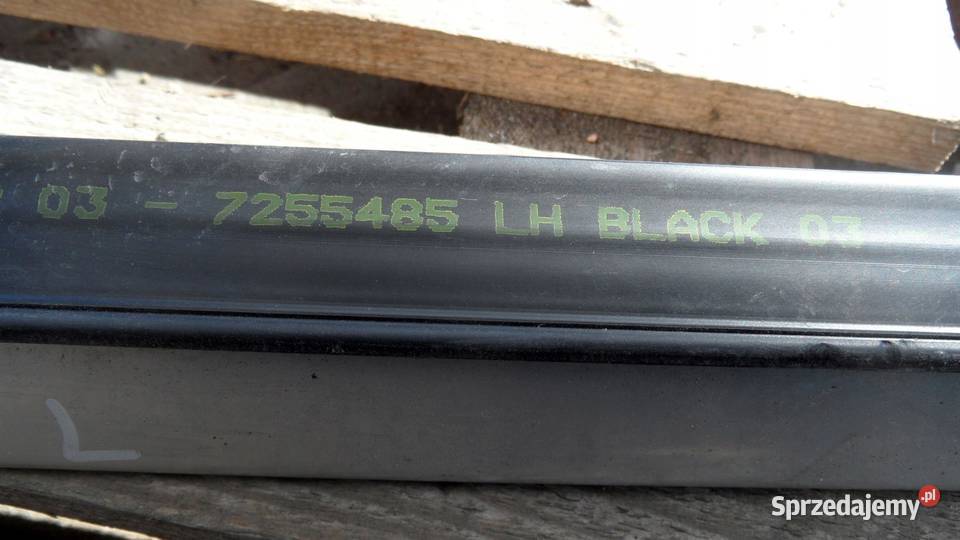 03 - 7255485 LH BLACK 03 -
L
Sprzedajemy.pl